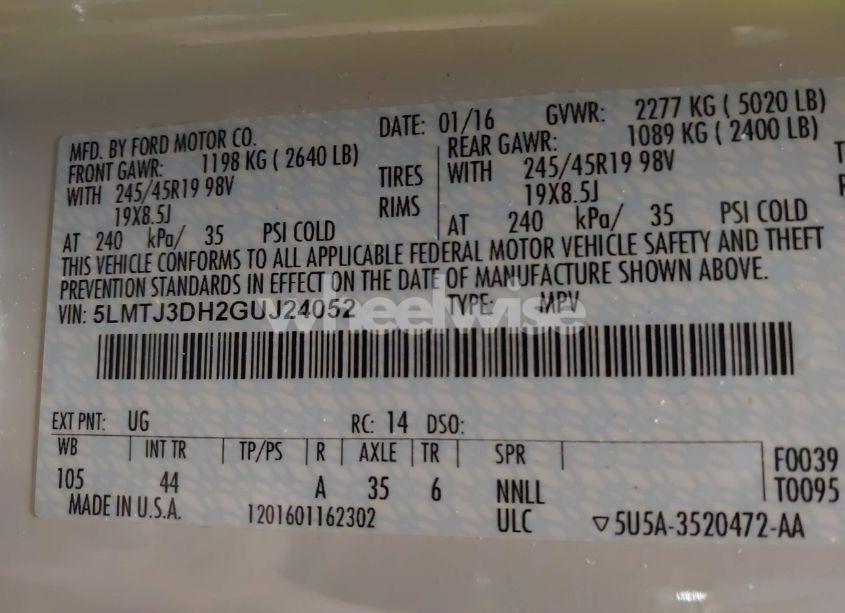 MFD. BY FORD MOTOR CO. DATE: 01/16 GVWR: 2277 KG ( 5020 LB)
FRONT GAWR: 1198 KG ( 2640 LB) REAR GAWR: 1089 KG ( 2400 LB)
WITH 245/45R19 98V TIRES WITH 245/45R19 98V
19X8.5J RIMS 19X8.5J
AT 240 kPa/ 35 PSI COLD AT 240 kPa/ 35 PSI COLD
THIS VEHICLE CONFORMS TO ALL APPLICABLE FEDERAL MOTOR VEHICLE SAFETY AND THEFT
PREVENTION STANDARDS IN EFFECT ON THE DATE OF MANUFACTURE SHOWN ABOVE.
VIN: 5LMTJ3DH2GUJ24052 TYPE: MPV
wheelwise
EXT PNT: UG RC: 14 DSO:
WB INT TR TP/PS R AXLE TR SPR
105 44 A 35 6 NNLL
F0039
T0095
MADE IN U.S.A. 1201601162302 ULC ▽5U5A-3520472-AA